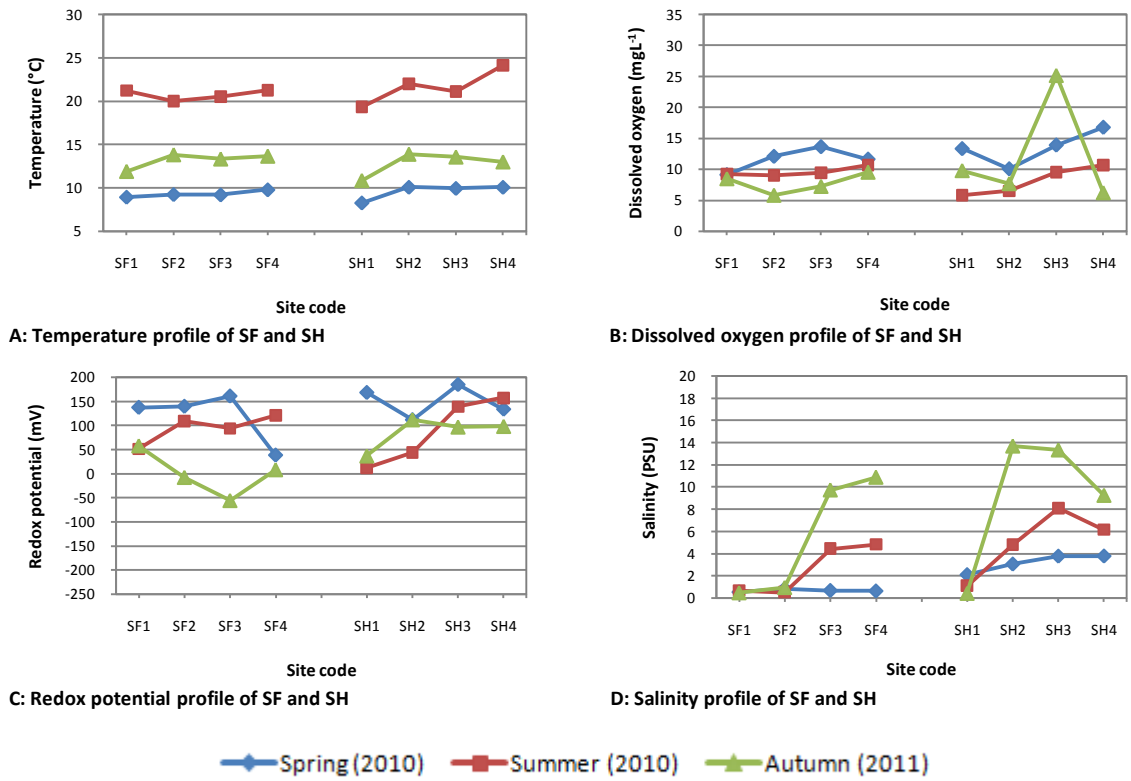 Temperature (°C)
30
25
20
15
10
5
SF1 SF2 SF3 SF4 SH1 SH2 SH3 SH4
Site code
A: Temperature profile of SF and SH
Dissolved oxygen (mgL-1)
35
30
25
20
15
10
5
0
SF1 SF2 SF3 SF4 SH1 SH2 SH3 SH4
Site code
B: Dissolved oxygen profile of SF and SH
Redox potential (mV)
200
150
100
50
0
-50
-100
-150
-200
-250
SF1 SF2 SF3 SF4 SH1 SH2 SH3 SH4
Site code
C: Redox potential profile of SF and SH
Salinity (PSU)
20
18
16
14
12
10
8
6
4
2
0
SF1 SF2 SF3 SF4 SH1 SH2 SH3 SH4
Site code
D: Salinity profile of SF and SH
Spring (2010) Summer (2010) Autumn (2011)